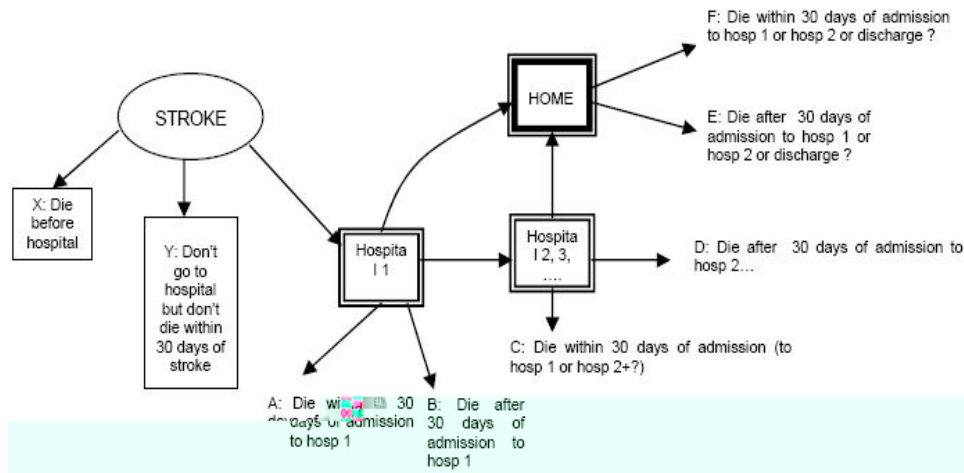 F: Die within 30 days of admission
to hosp 1 or hosp 2 or discharge ?
HOME
E: Die after 30 days of
admission to hosp 1 or
hosp 2 or discharge ?
STROKE
X: Die
before
hospital
Y: Don't
go to
hospital
but don't
die within
30 days of
stroke
Hospita
l 1
Hospita
l 2, 3,
....
D: Die after 30 days of admission to
hosp 2...
C: Die within 30 days of admission (to
hosp 1 or hosp 2+?)
A: Die 30
days admission
to hosp 1
B: Die after
30 days of
admission to
hosp 1